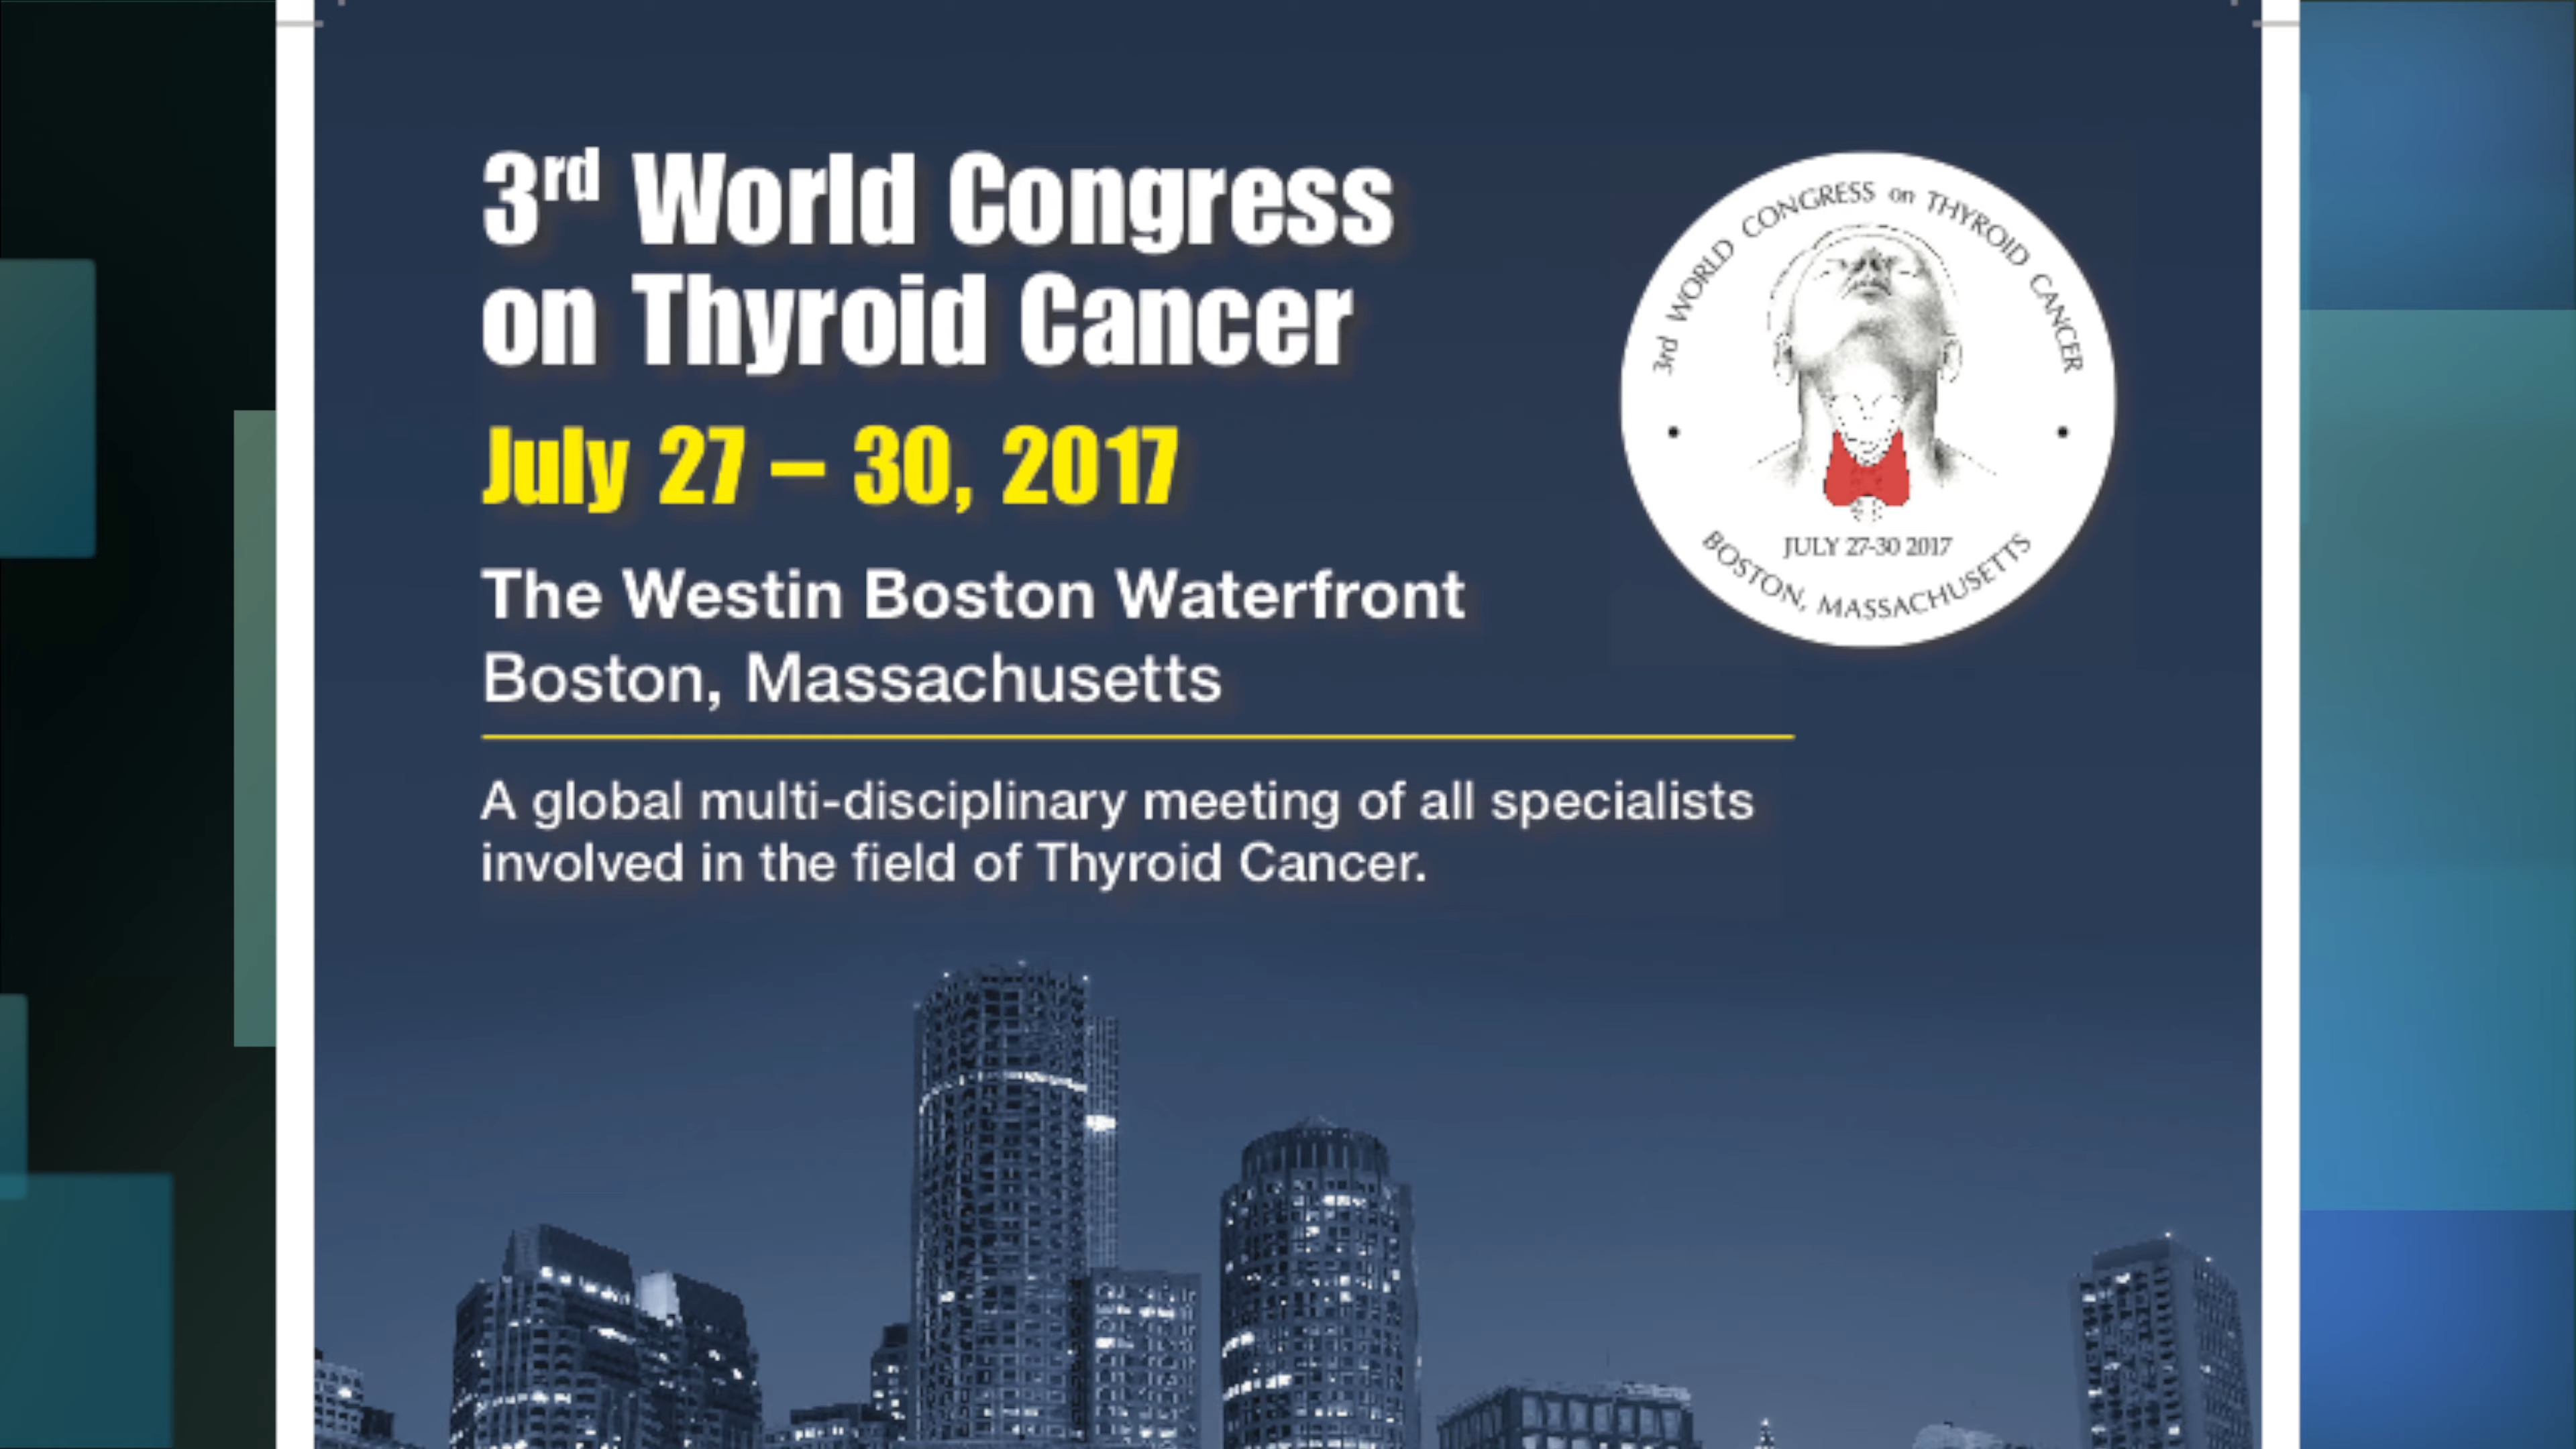 3rd World Congress
on Thyroid Cancer
July 27 – 30, 2017
The Westin Boston Waterfront
Boston, Massachusetts
A global multi-disciplinary meeting of all specialists
involved in the field of Thyroid Cancer.
3rd WORLD CONGRESS on THYROID CANCER
JULY 27-30 2017
BOSTON, MASSACHUSETTS